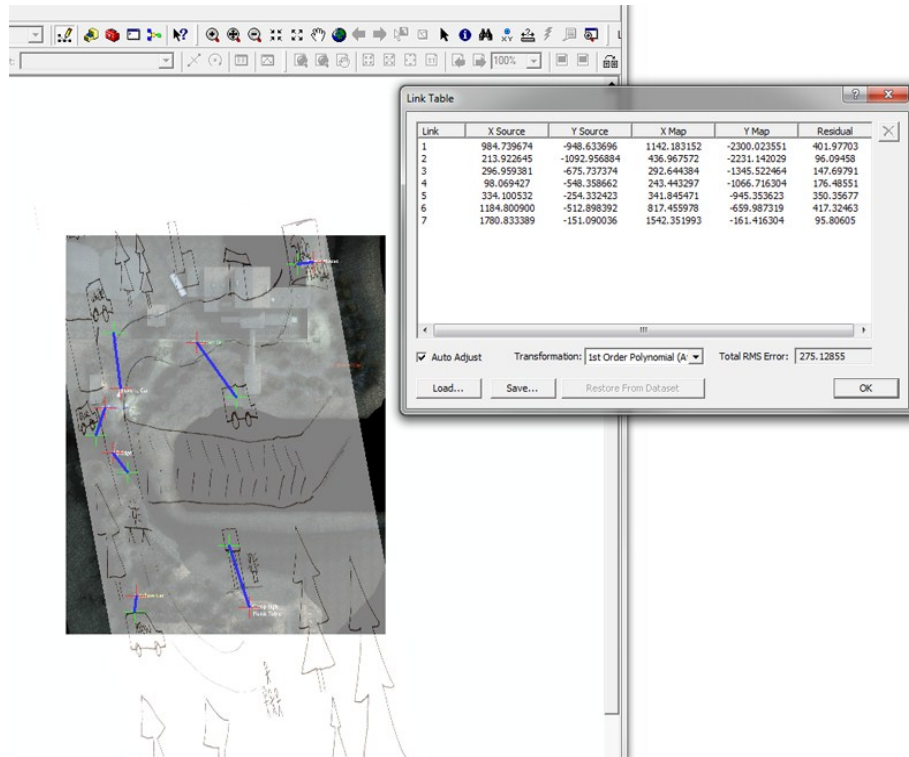 100%
Link Table
Link X Source Y Source X Map Y Map Residual
1 984.739674 -948.633696 1142.183152 -2300.023551 401.97703
2 213.922645 -1092.956884 436.967572 -2231.142029 96.09458
3 296.959381 -675.737374 292.644384 -1345.522464 147.69791
4 98.069427 -548.358662 243.443297 -1066.716304 176.48551
5 334.100532 -254.332423 341.845471 -945.353623 350.35677
6 1184.800900 -512.898392 817.455978 -659.987319 417.32463
7 1780.833389 -151.090036 1542.351993 -161.416304 95.80605
Auto Adjust Transformation: 1st Order Polynomial (A Total RMS Error: 275.12855
Load... Save... Restore From Dataset OK